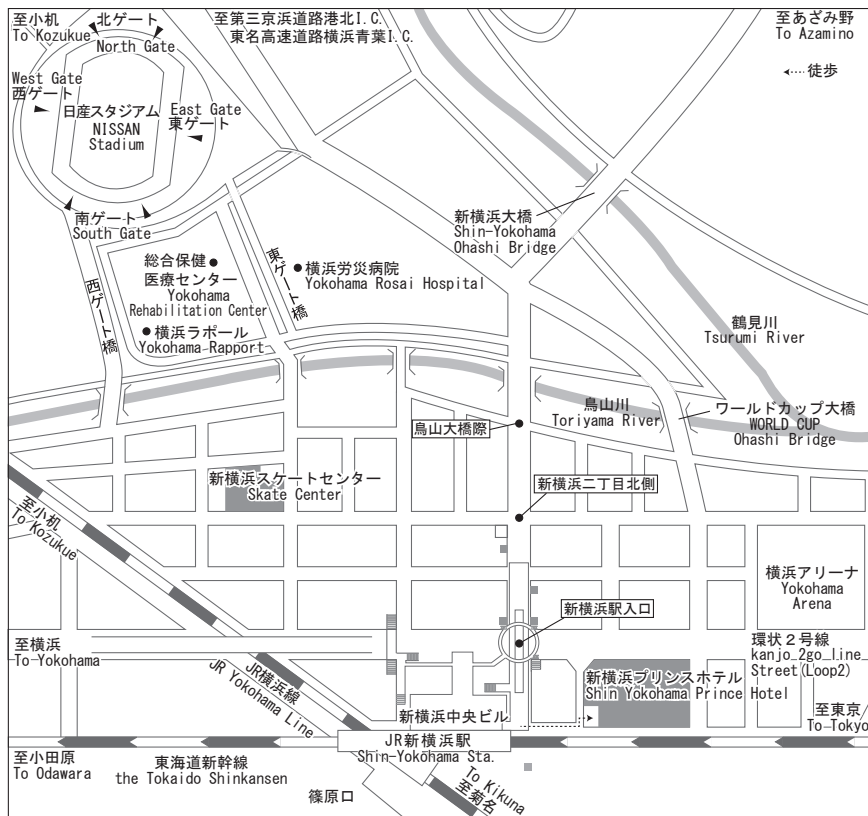 至小机
To Kozukue
北ゲート
North Gate
至第三京浜道路港北I.C.
東名高速道路横浜青葉I.C.
至あざみ野
To Azamino
徒歩
West Gate
西ゲート
日産スタジアム
NISSAN
Stadium
East Gate
東ゲート
南ゲート
South Gate
西ゲート橋
総合保健
医療センター
Yokohama
Rehabilitation Center
横浜ラポール
Yokohama Rapport
東ゲート橋
横浜労災病院
Yokohama Rosai Hospital
新横浜大橋
Shin-Yokohama
Ohashi Bridge
鶴見川
Tsurumi River
鳥山川
Toriyama River
ワールドカップ大橋
WORLD CUP
Ohashi Bridge
鳥山大橋際
新横浜スケートセンター
Skate Center
新横浜二丁目北側
至小机
To Kozukue
横浜アリーナ
Yokohama
Arena
新横浜駅入口
至横浜
To Yokohama
JR横浜線
JR Yokohama Line
環状２号線
kanjo 2go line
Street(Loop2)
新横浜プリンスホテル
Shin Yokohama Prince Hotel
新横浜中央ビル
至東京
To Tokyo
JR新横浜駅
Shin-Yokohama Sta.
至小田原
To Odawara
東海道新幹線
the Tokaido Shinkansen
篠原口
To Kikuna
至菊名